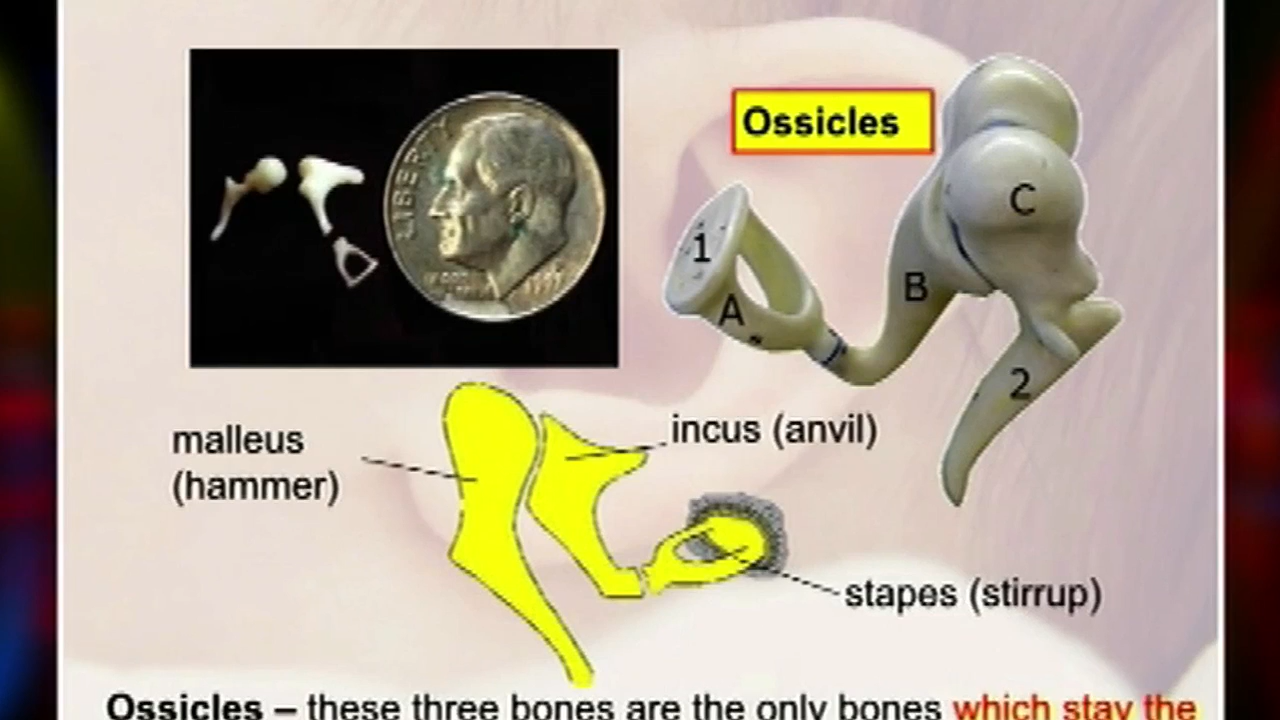 Ossicles
LIBERTY
1
A
B
C
2
malleus
(hammer)
incus (anvil)
stapes (stirrup)
Ossicles – these three bones are the only bones which stay the